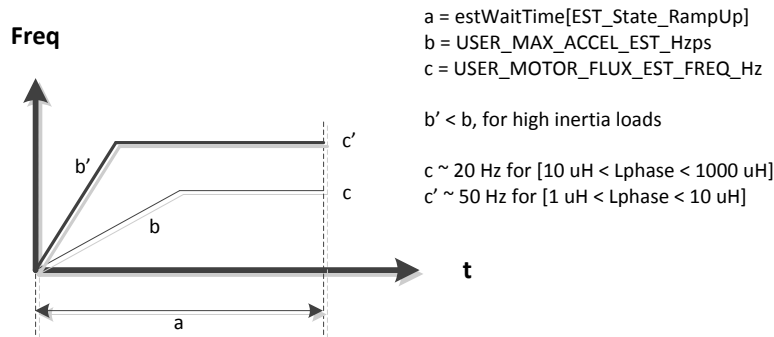 Freq
b'
c'
c
b
t
a
a = estWaitTime[EST_State_RampUp]
b = USER_MAX_ACCEL_EST_Hzps
c = USER_MOTOR_FLUX_EST_FREQ_Hz
b' < b, for high inertia loads
c ~ 20 Hz for [10 uH < Lphase < 1000 uH]
c' ~ 50 Hz for [1 uH < Lphase < 10 uH]